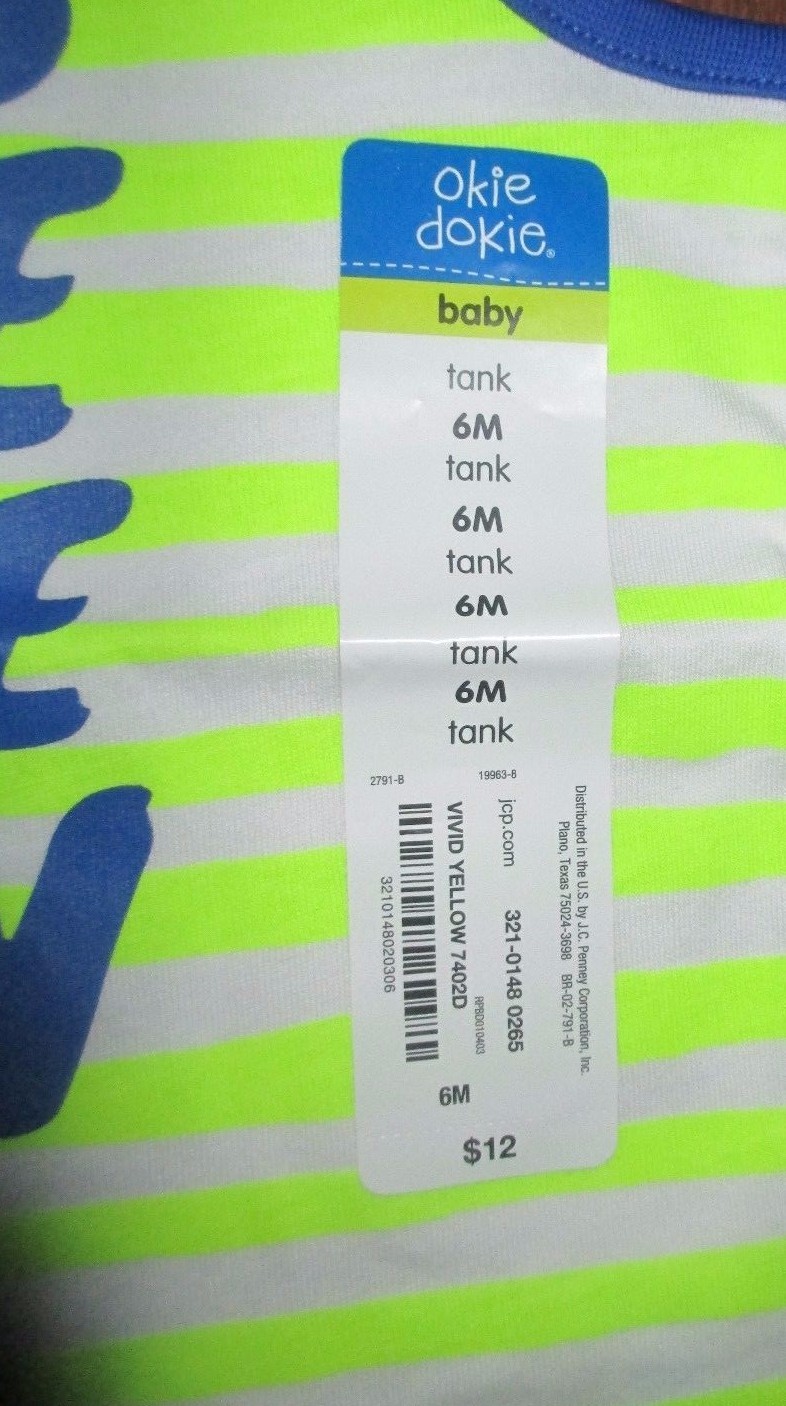 okie
dokie®
baby
tank
6M
tank
6M
tank
6M
tank
6M
tank
2791-B
19963-B
Distributed in the U.S. by J.C. Penney Corporation, Inc.
Plano, Texas 75024-3698 BR-02-791-B
jcp.com 321-0148 0265
RPBD010403
VIVID YELLOW 7402D
3210148020306
6M
$12